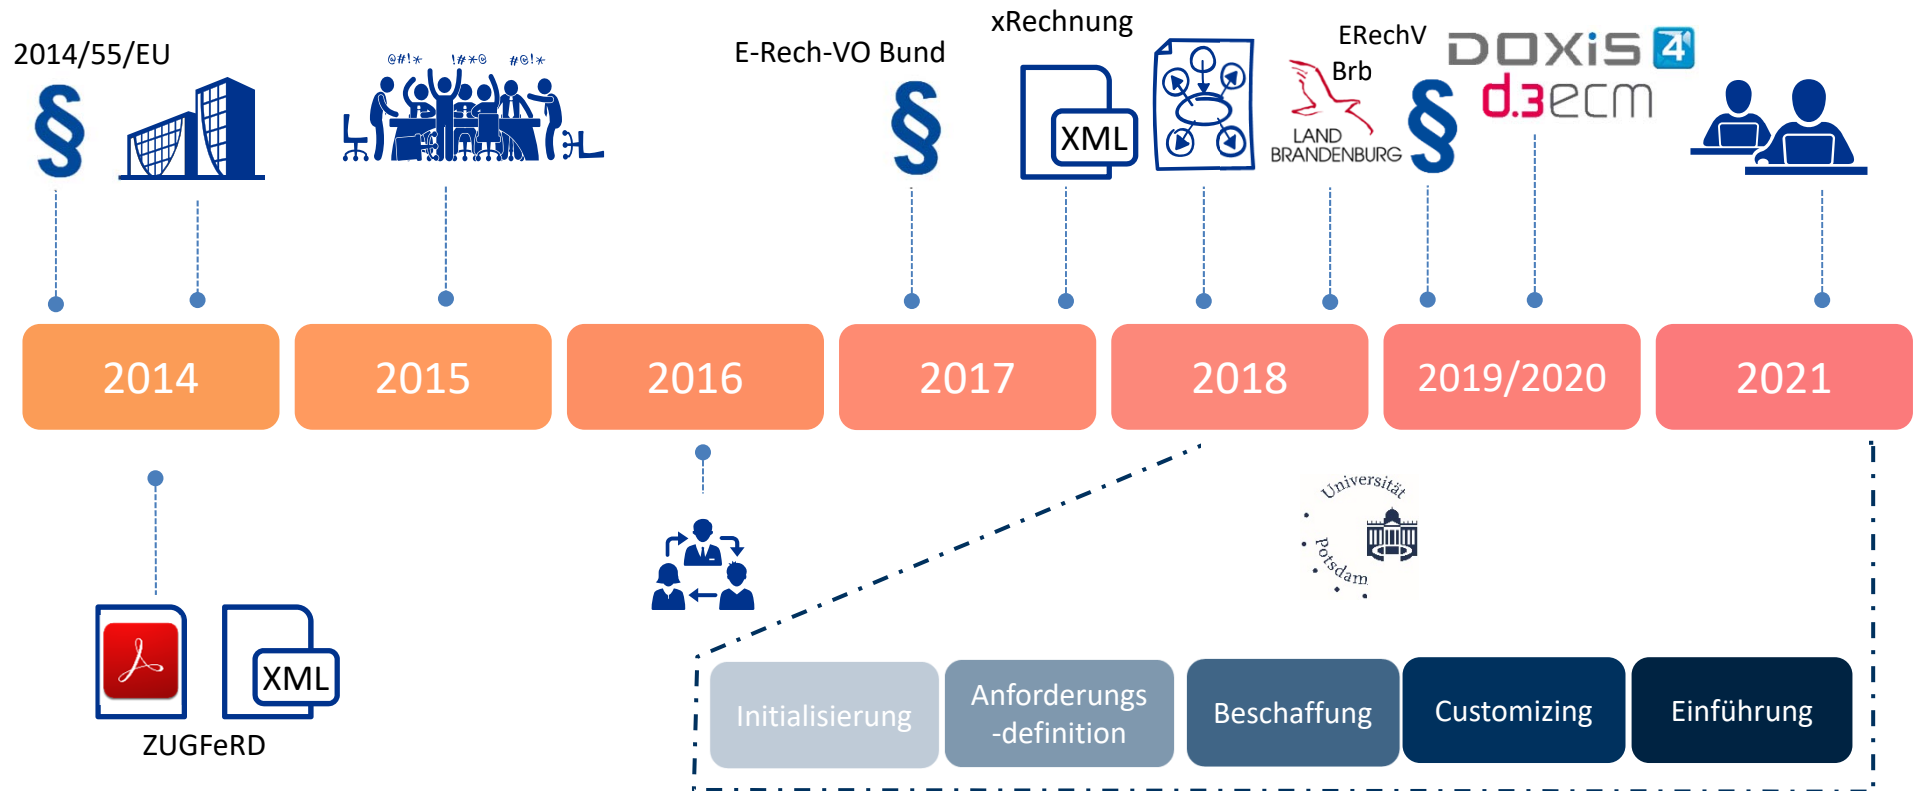 2014/55/EU
@#!* !#*@ #@!*
E-Rech-VO Bund
xRechnung
XML
LAND
BRANDENBURG
ERechV
Brb
DOXiS 4
d.3ecm
2014
2015
2016
2017
2018
2019/2020
2021
XML
ZUGFeRD
Universität
Potsdam
Initialisierung
Anforderungs
-definition
Beschaffung
Customizing
Einführung